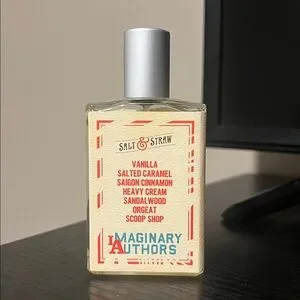 SALT & STRAW
VANILLA
SALTED CARAMEL
SAIGON CINNAMON
HEAVY CREAM
SANDALWOOD
ORGEAT
SCOOP SHOP
IMAGINARY
AUTHORS